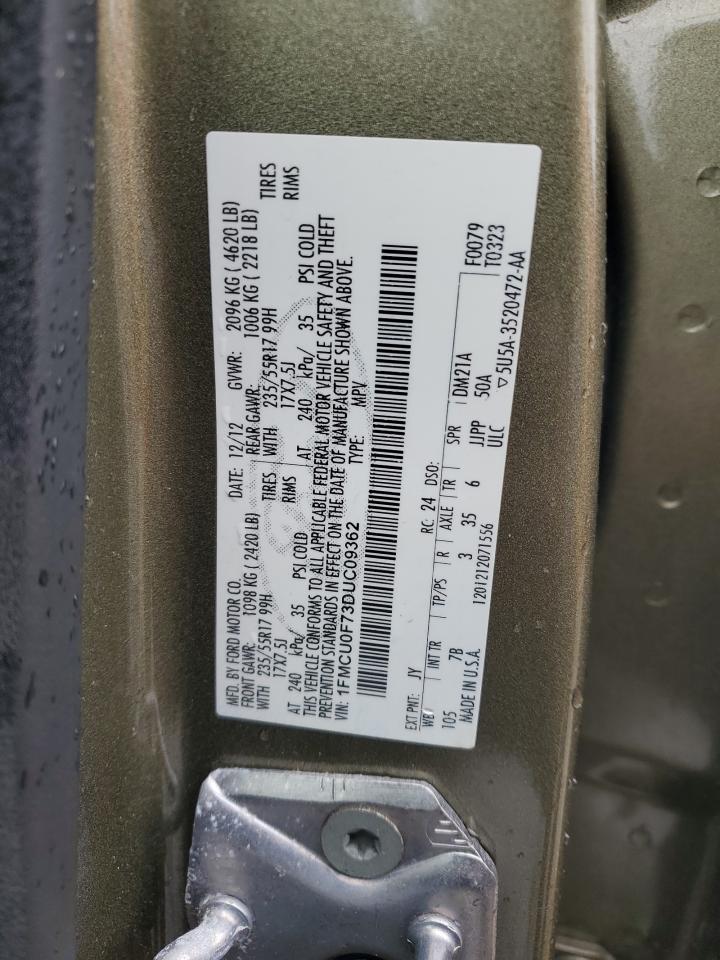 MFD. BY FORD MOTOR CO.
DATE: 12/12 GVWR: 2096 KG ( 4620 LB)
FRONT GAWR: 1098 KG ( 2420 LB) REAR GAWR: 1006 KG ( 2218 LB)
WITH 235/55R17 99H TIRES WITH 235/55R17 99H TIRES
17X7.5J RIMS 17X7.5J RIMS
AT 240 kPa/ 35 PSI COLD AT 240 kPa/ 35 PSI COLD
THIS VEHICLE CONFORMS TO ALL APPLICABLE FEDERAL MOTOR VEHICLE SAFETY AND THEFT
PREVENTION STANDARDS IN EFFECT ON THE DATE OF MANUFACTURE SHOWN ABOVE.
VIN: 1FMCU0F73DUC09362 TYPE: MPV
EXT PNT: JY RC: 24 DSO: F0079
WB INT TR TP/PS R AXLE TR SPR DM21A T0323
105 7B 3 35 6 JJPP 50A
MADE IN U.S.A. ULC ▽5U5A-3520472-AA
120121207155​6